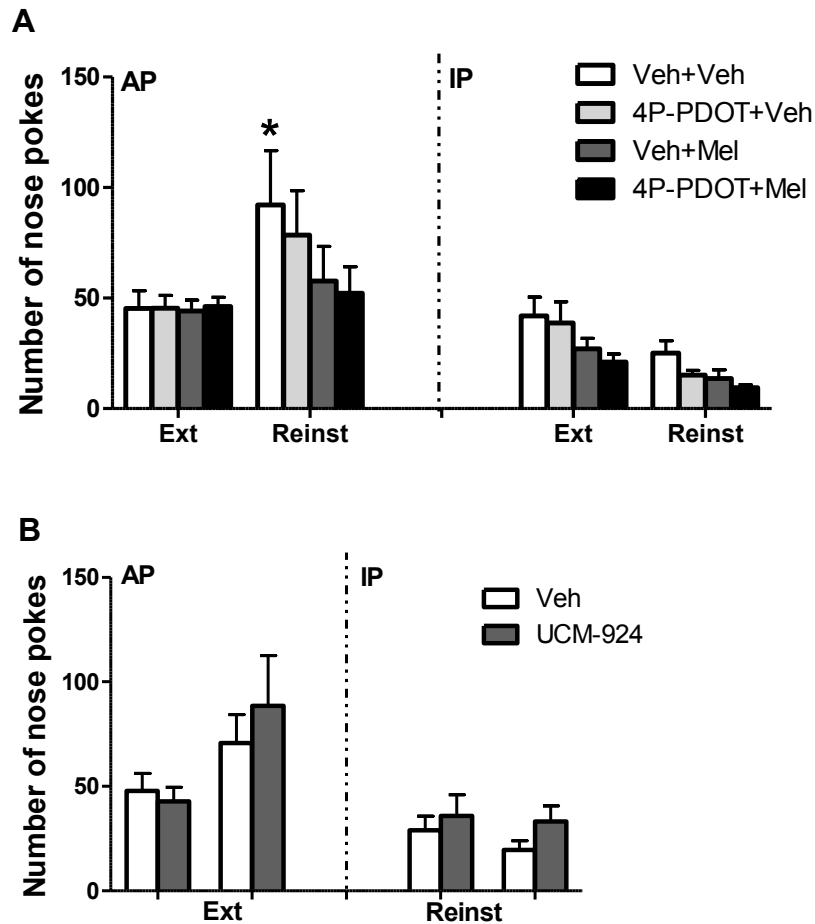 A
150
AP
IP
Veh+Veh
4P-PDOT+Veh
Veh+Mel
4P-PDOT+Mel
*
100
50
0
Number of nose pokes
Ext
Reinst
Ext
Reinst
B
150
AP
IP
Veh
UCM-924
100
50
0
Number of nose pokes
Ext
Reinst